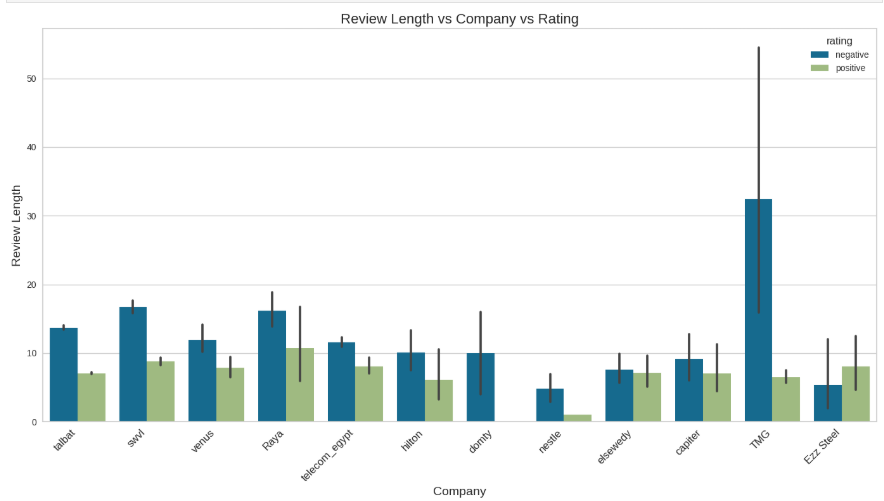 Review Length vs Company vs Rating
rating
negative
positive
50
40
30
20
10
0
Review Length
talbat
swvl
venus
Raya
telecom_egypt
hilton
domty
nestle
elsewedy
capiter
TMG
Ezz Steel
Company